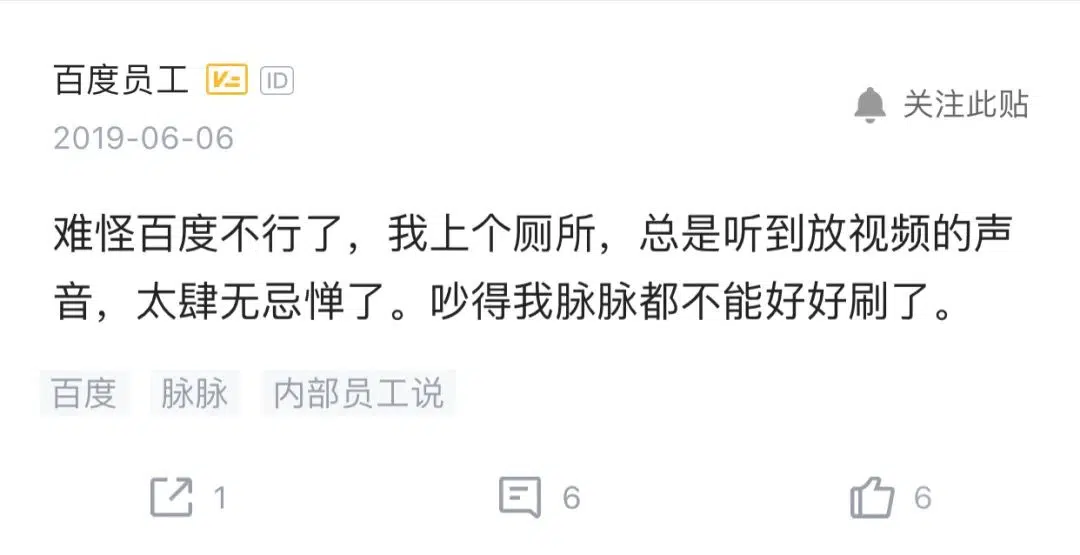 百度员工 V= ID
2019-06-06
关注此贴
难怪百度不行了，我上个厕所，总是听到放视频的声
音，太肆无忌惮了。吵得我脉脉都不能好好刷了。
百度 脉脉 内部员工说
1 6 6